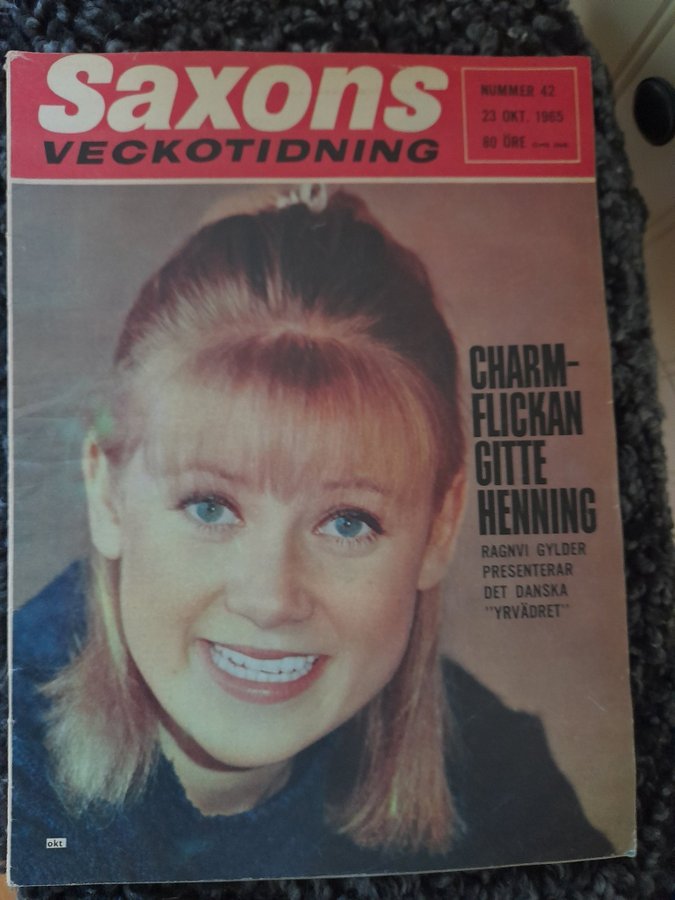 Saxons
VECKOTIDNING
NUMMER 42
23 OKT. 1965
80 ÖRE
CHARM-
FLICKAN
GITTE
HENNING
RAGNVI GYLDER
PRESENTERAR
DET DANSKA
"YRVÄDRET"
okt